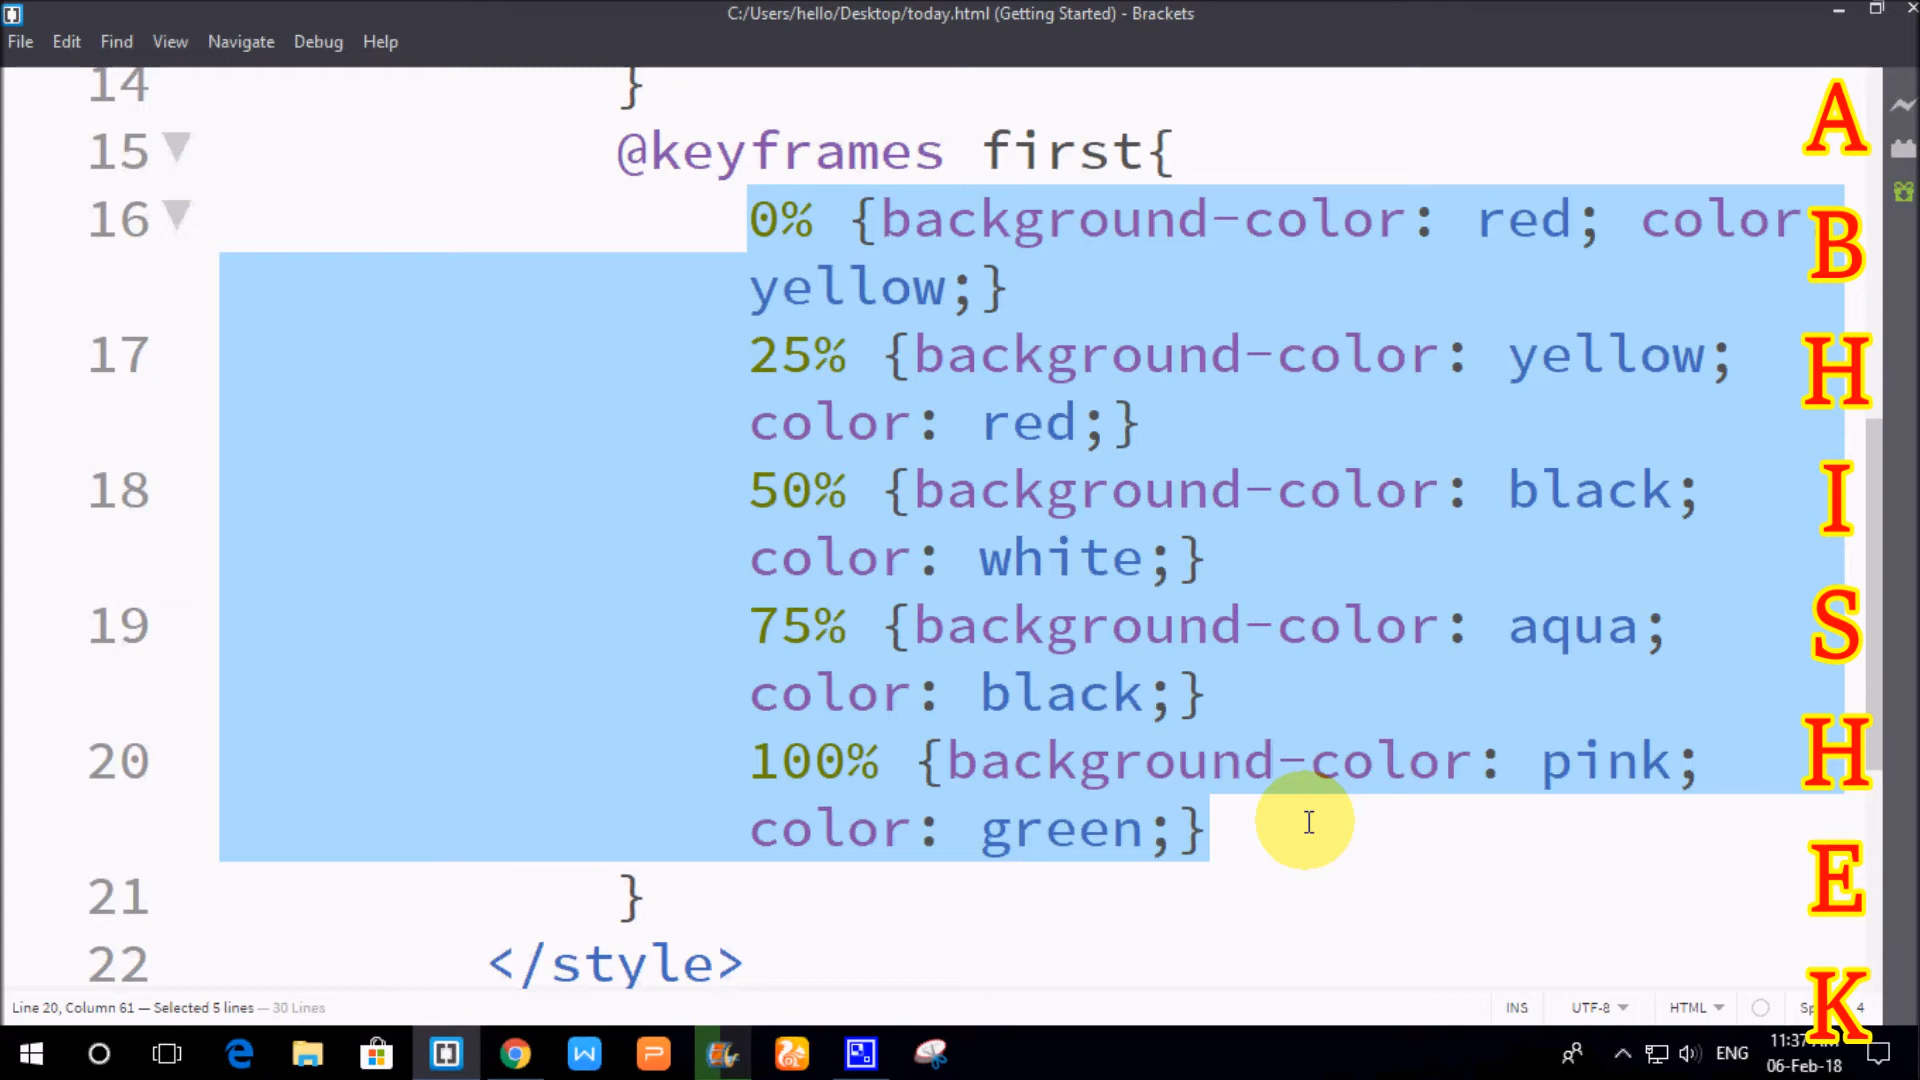 C:/Users/hello/Desktop/today.html (Getting Started) - Brackets
File Edit Find View Navigate Debug Help
14 }
15 @keyframes first{
16 0% {background-color: red; color:
yellow;}
17 25% {background-color: yellow;
color: red;}
18 50% {background-color: black;
color: white;}
19 75% {background-color: aqua;
color: black;}
20 100% {background-color: pink;
color: green;}
21 }
22 </style>
A
B
H
I
S
H
E
K
Line 20, Column 61 — Selected 5 lines — 30 Lines
INS UTF-8 HTML 4
ENG
11:37
06-Feb-18